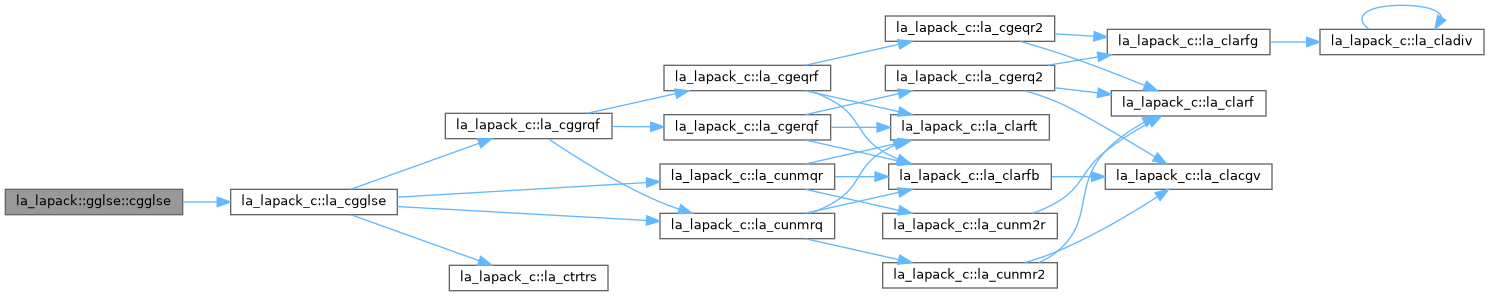 la_lapack::gglse::cgglse
la_lapack_c::la_cgglse
la_lapack_c::la_cggrqf
la_lapack_c::la_ctrtrs
la_lapack_c::la_cgeqrf
la_lapack_c::la_cgerqf
la_lapack_c::la_cunmqr
la_lapack_c::la_cunmrq
la_lapack_c::la_cgeqr2
la_lapack_c::la_cgerq2
la_lapack_c::la_clarft
la_lapack_c::la_clarfb
la_lapack_c::la_cunm2r
la_lapack_c::la_cunmr2
la_lapack_c::la_clarfg
la_lapack_c::la_clarf
la_lapack_c::la_clacgv
la_lapack_c::la_cladiv